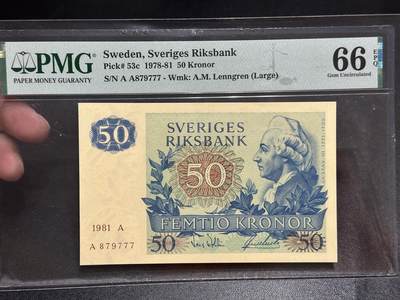 PMG
PAPER MONEY GUARANTY
Sweden, Sveriges Riksbank
Pick# 53c 1978-81 50 Kronor
S/N A A879777 - Wmk: A.M. Lenngren (Large)
66 EPQ
Gem Uncirculated
50
SVERIGES
RIKSBANK
50
1981 A
A 879777
FEMTIO KRONOR
50
50